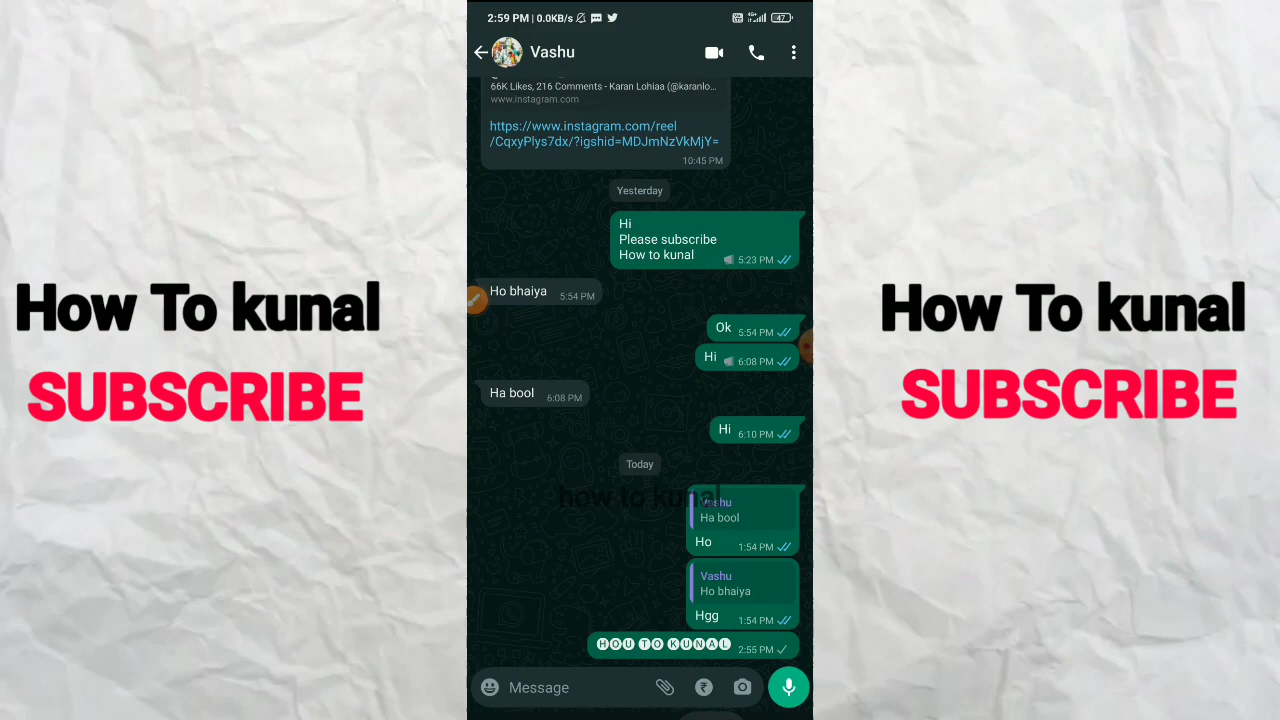 2:59 PM | 0.0KB/s
47
Vashu
66K Likes, 216 Comments - Karan Lohiaa (@karanlo...
www.instagram.com
https://www.instagram.com/reel
/CqxyPlys7dx/?igshid=MDJmNzVkMjY=
10:45 PM
Yesterday
Hi
Please subscribe
How to kunal 5:23 PM
Ho bhaiya 5:54 PM
Ok 5:54 PM
Hi 6:08 PM
Ha bool 6:08 PM
Hi 6:10 PM
Today
how to kunal
Vashu
Ha bool
Ho 1:54 PM
Vashu
Ho bhaiya
Hgg 1:54 PM
🅗🅞🅤 🅣🅞 🅚🅤🅝🅐🅛 2:55 PM
Message
₹
How To kunal
SUBSCRIBE
How To kunal
SUBSCRIBE